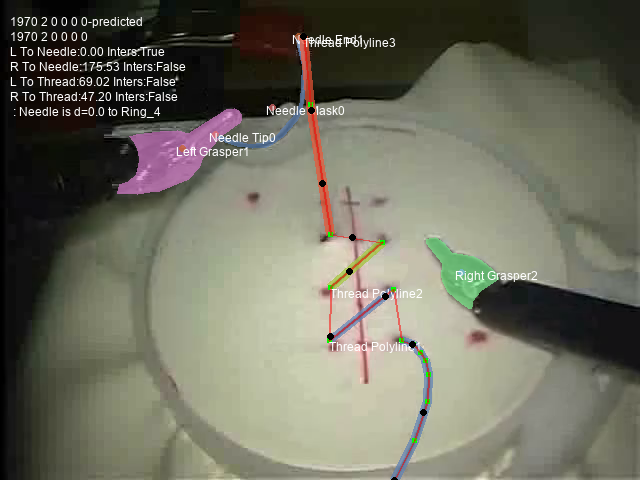 1970 2 0 0 0 0-predicted
1970 2 0 0 0 0
L To Needle:0.00 Inters:True
R To Needle:175.53 Inters:False
L To Thread:69.02 Inters:False
R To Thread:47.20 Inters:False
: Needle is d=0.0 to Ring_4
Needle End1
Thread Polyline3
Needle Mask0
Needle Tip0
Left Grasper1
Right Grasper2
Thread Polyline2
Thread Polyline1